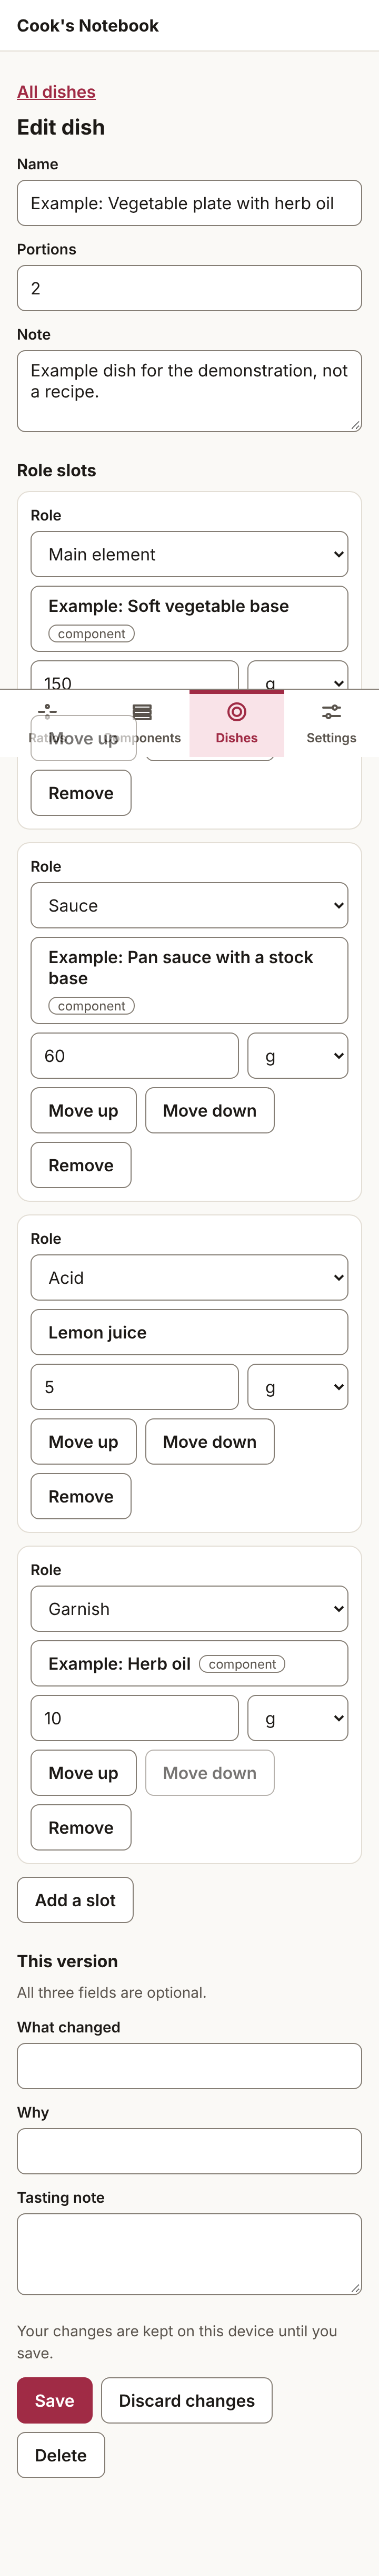 Cook's Notebook
All dishes
Edit dish
Name
Example: Vegetable plate with herb oil
Portions
2
Note
Example dish for the demonstration, not
a recipe.
Role slots
Role
Main element
Example: Soft vegetable base
component
150 g
Move up Components Dishes Settings
Remove
Role
Sauce
Example: Pan sauce with a stock
base
component
60 g
Move up Move down
Remove
Role
Acid
Lemon juice
5 g
Move up Move down
Remove
Role
Garnish
Example: Herb oil component
10 g
Move up Move down
Remove
Add a slot
This version
All three fields are optional.
What changed
Why
Tasting note
Your changes are kept on this device until you
save.
Save Discard changes
Delete